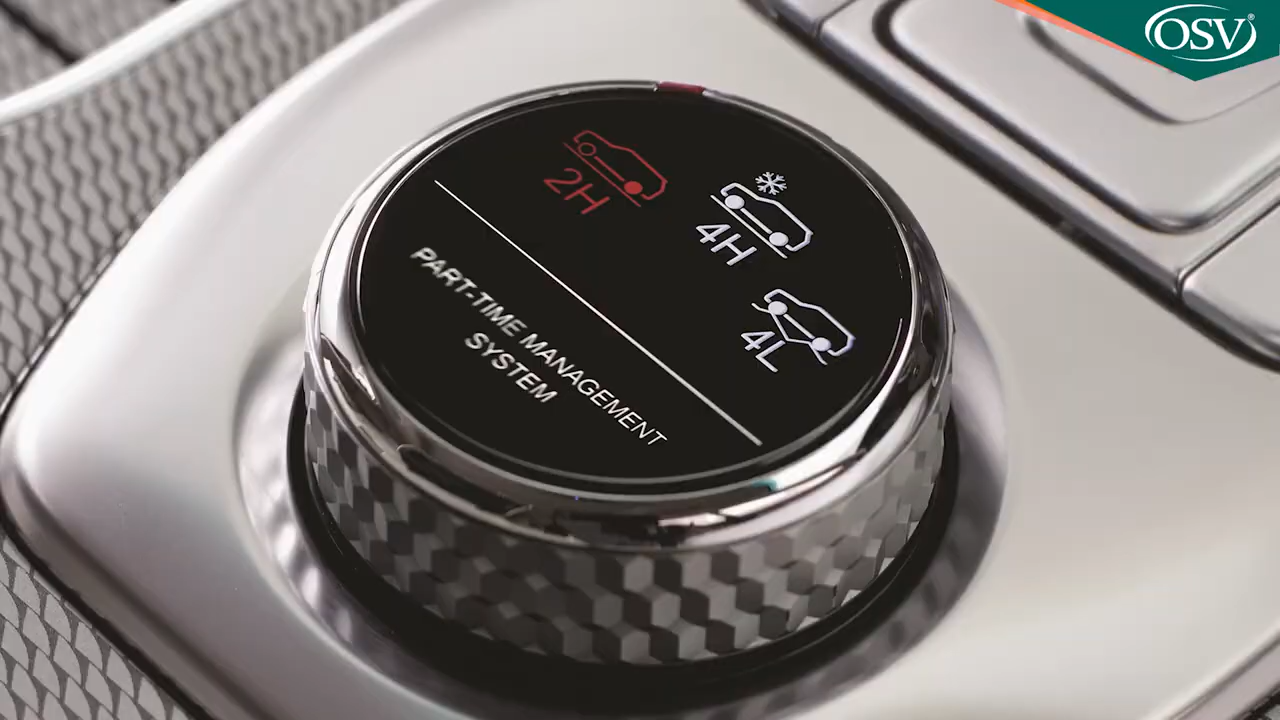 OSV®
2H
4H
4L
PART-TIME MANAGEMENT
SYSTEM